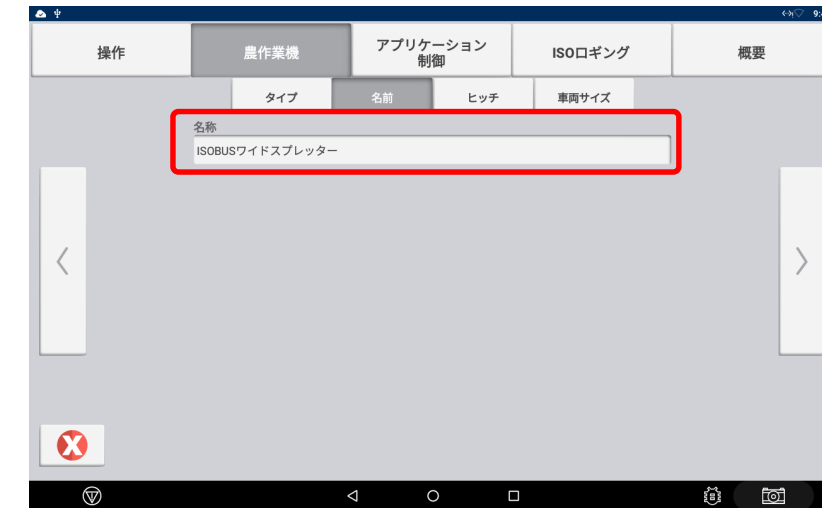 操作
農作業機
アプリケーション
制御
ISOロギング
概要
タイプ
名前
ヒッチ
車両サイズ
名称
ISOBUSワイドスプレッター